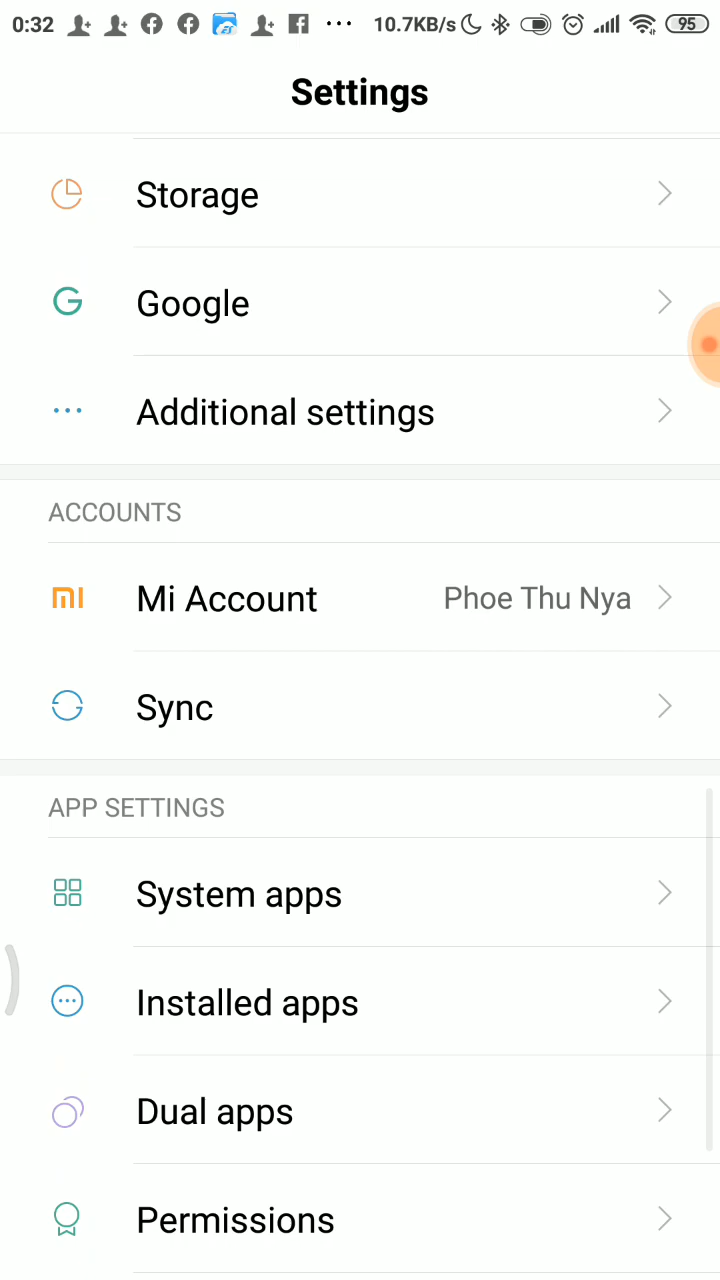 0:32 10.7KB/s 95
Settings
Storage
Google
Additional settings
ACCOUNTS
Mi Account Phoe Thu Nya
Sync
APP SETTINGS
System apps
Installed apps
Dual apps
Permissions